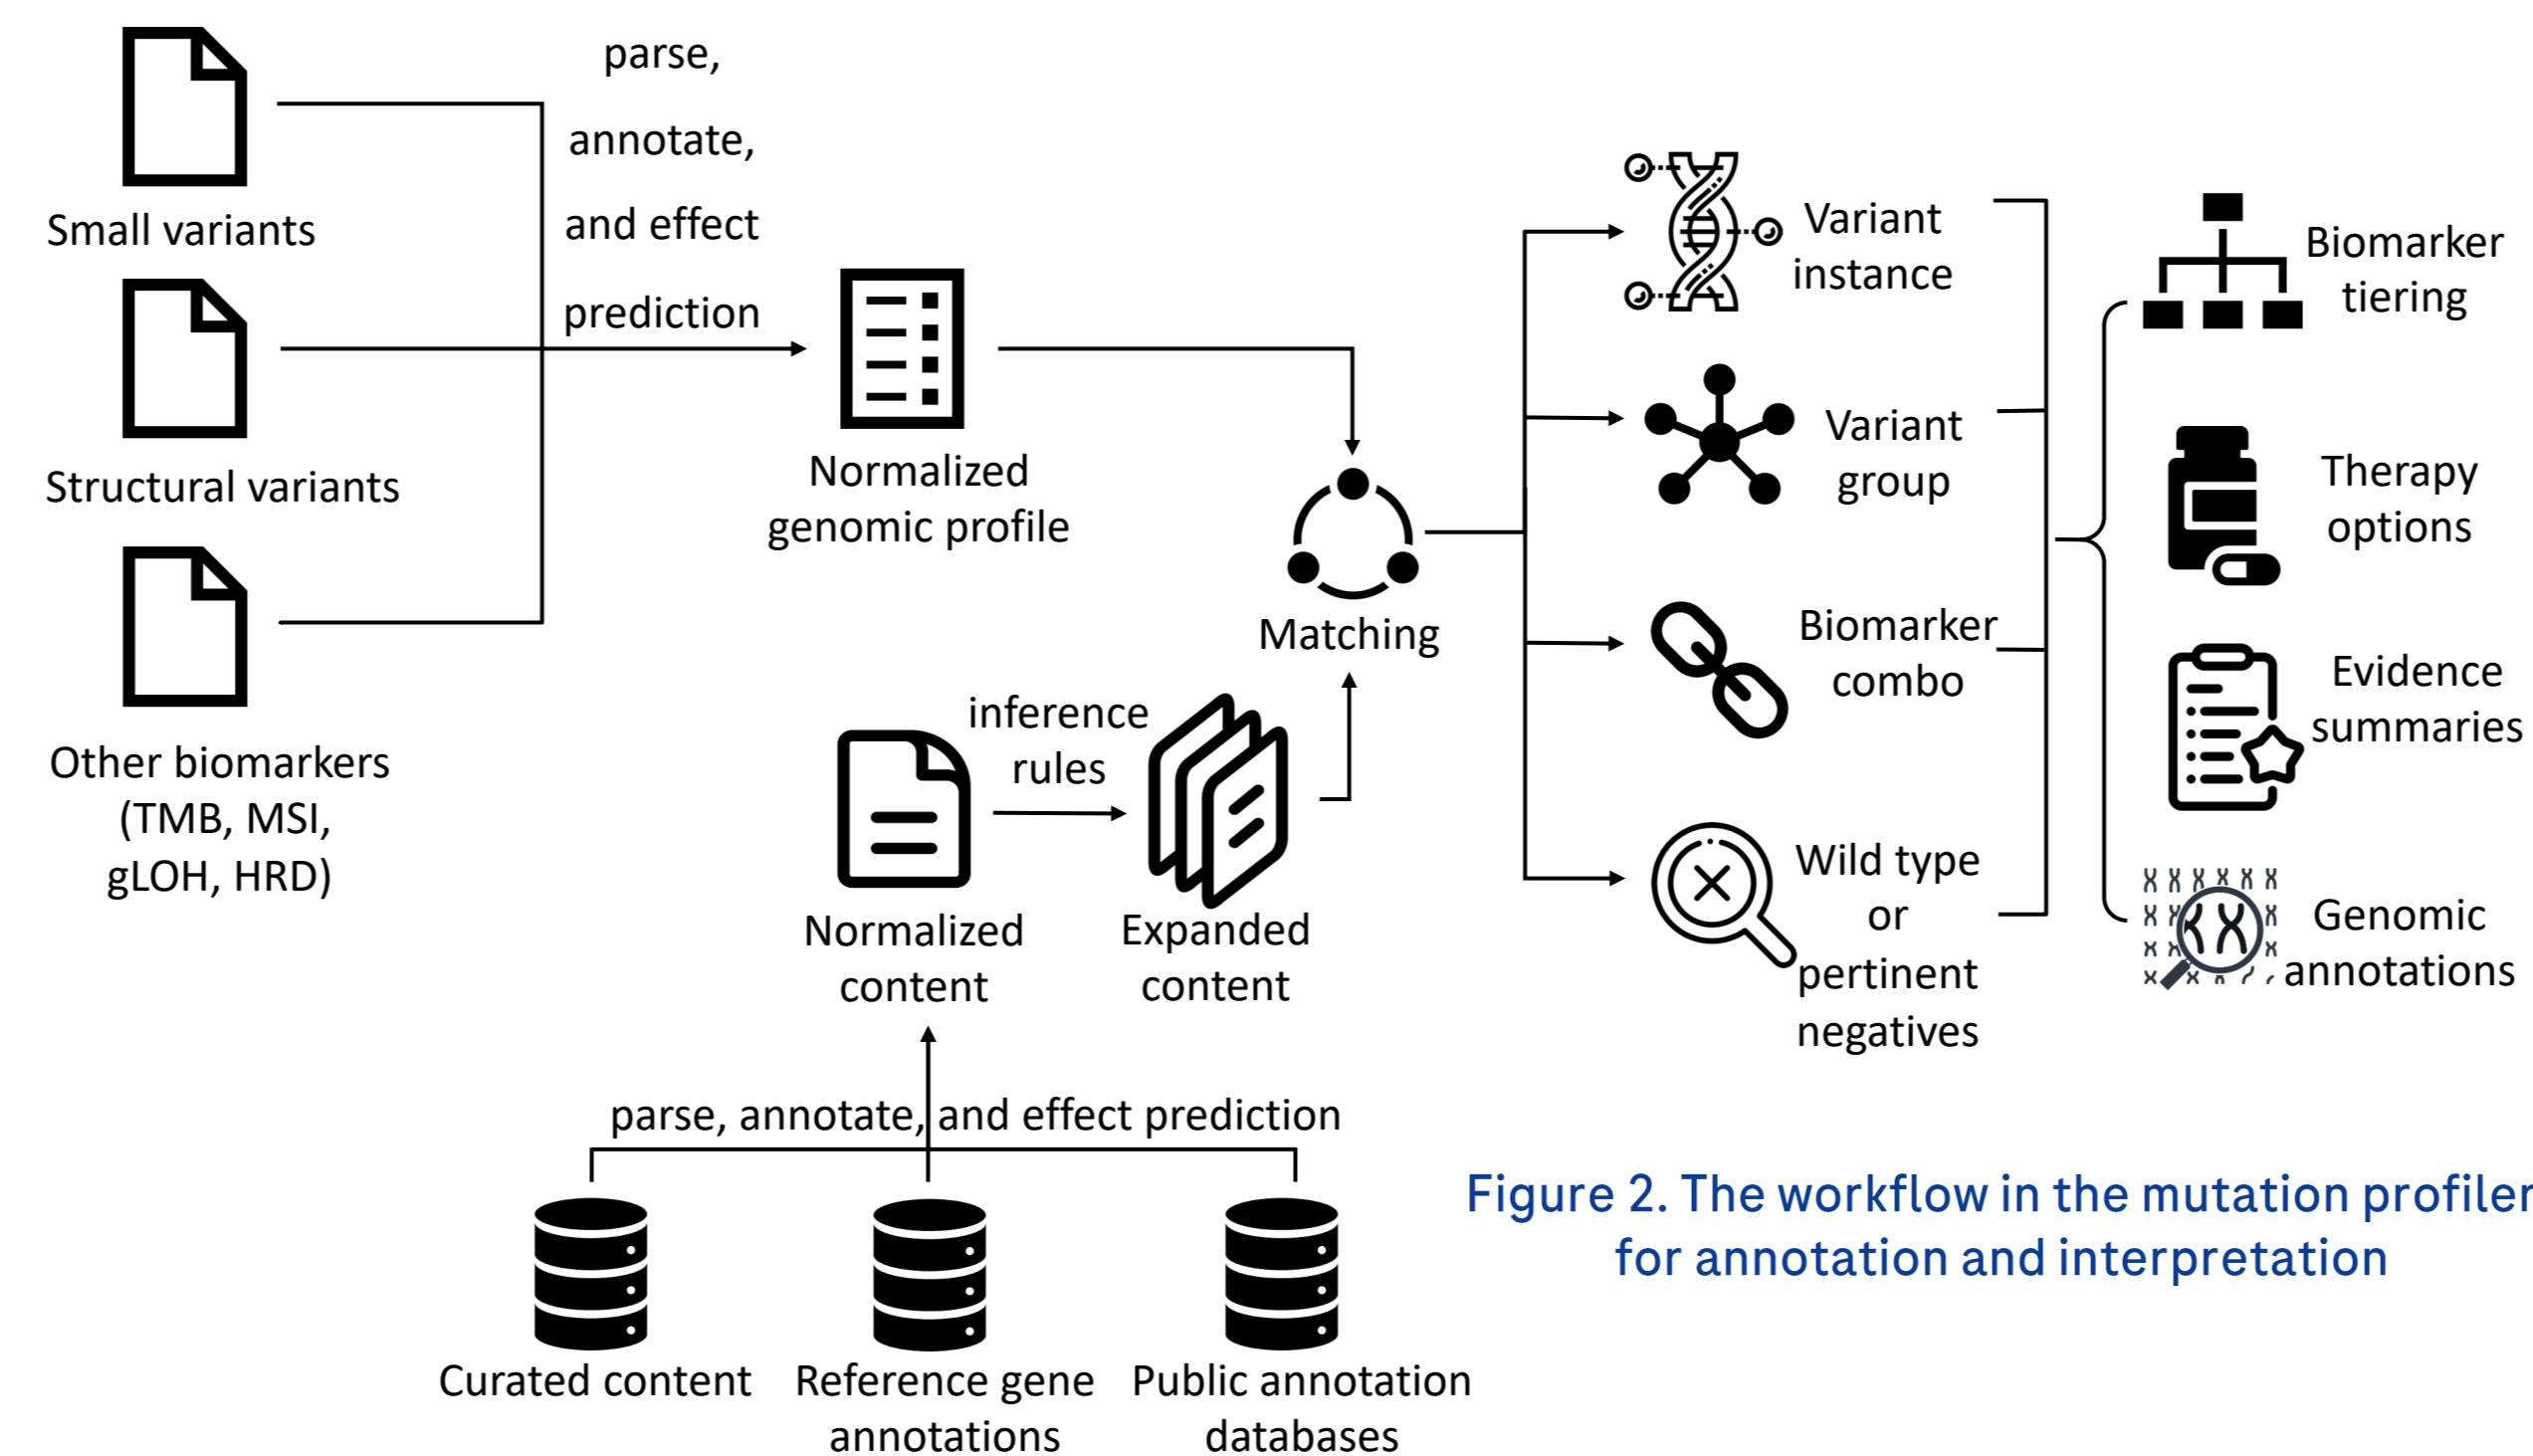 parse,
annotate,
and effect
prediction
Small variants
Structural variants
Other biomarkers
(TMB, MSI,
gLOH, HRD)
Normalized
genomic profile
Matching
inference
rules
Normalized
content
Expanded
content
parse, annotate, and effect prediction
Curated content
Reference gene
annotations
Public annotation
databases
Variant
instance
Variant
group
Biomarker
combo
Wild type
or
pertinent
negatives
Biomarker
tiering
Therapy
options
Evidence
summaries
Genomic
annotations
Figure 2. The workflow in the mutation profiler
for annotation and interpretation